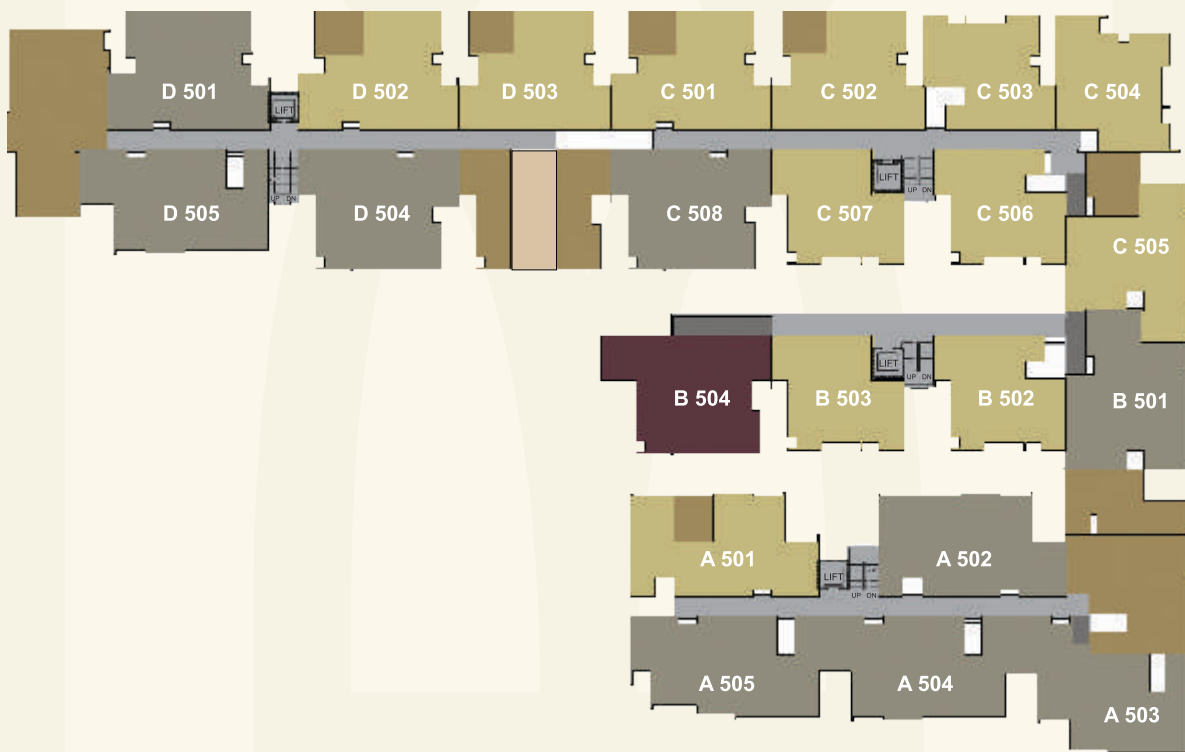 D 501
D 502
D 503
C 501
C 502
C 503
C 504
LIFT
D 505
UP DN
D 504
C 508
C 507
LIFT
UP DN
C 506
C 505
B 504
B 503
LIFT
UP DN
B 502
B 501
A 501
LIFT
UP DN
A 502
A 505
A 504
A 503